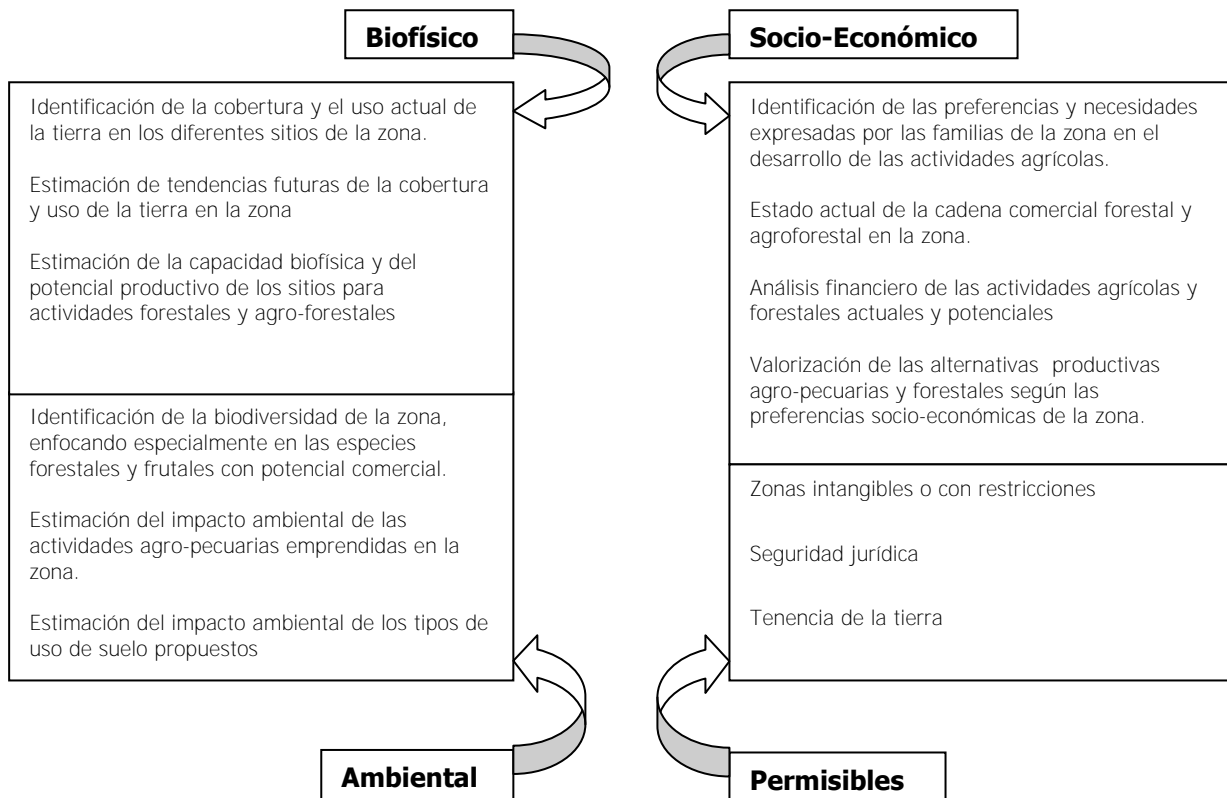 Biofísico
Identificación de la cobertura y el uso actual de
la tierra en los diferentes sitios de la zona.
Estimación de tendencias futuras de la cobertura
y uso de la tierra en la zona
Estimación de la capacidad biofísica y del
potencial productivo de los sitios para
actividades forestales y agro-forestales
Socio-Económico
Identificación de las preferencias y necesidades
expresadas por las familias de la zona en el
desarrollo de las actividades agrícolas.
Estado actual de la cadena comercial forestal y
agroforestal en la zona.
Análisis financiero de las actividades agrícolas y
forestales actuales y potenciales
Valorización de las alternativas productivas
agro-pecuarias y forestales según las
preferencias socio-económicas de la zona.
Identificación de la biodiversidad de la zona,
enfocando especialmente en las especies
forestales y frutales con potencial comercial.
Estimación del impacto ambiental de las
actividades agro-pecuarias emprendidas en la
zona.
Estimación del impacto ambiental de los tipos de
uso de suelo propuestos
Ambiental
Zonas intangibles o con restricciones
Seguridad jurídica
Tenencia de la tierra
Permisibles